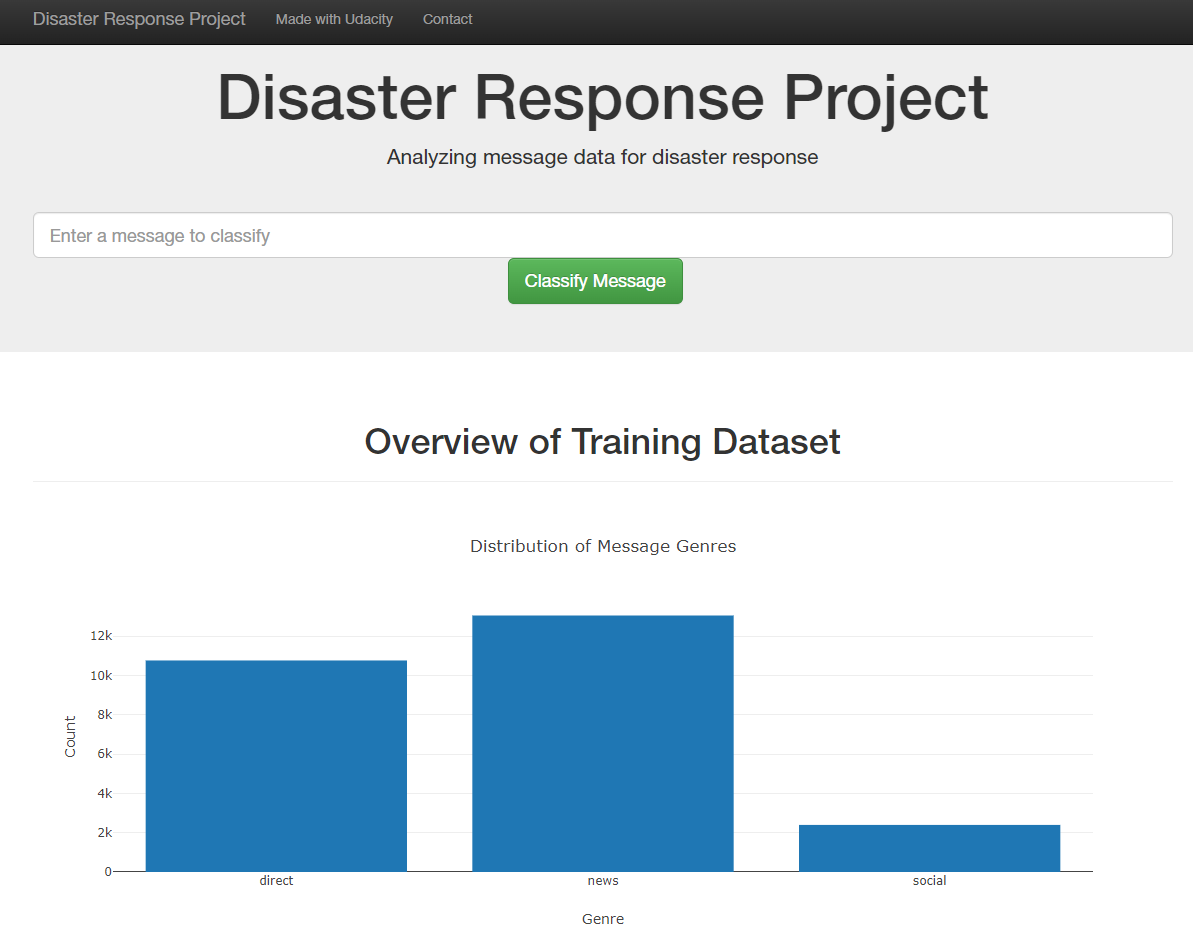 Disaster Response Project Made with Udacity Contact
Disaster Response Project
Analyzing message data for disaster response
Enter a message to classify
Classify Message
Overview of Training Dataset
Distribution of Message Genres
12k
10k
8k
6k
4k
2k
0
Count
direct news social
Genre